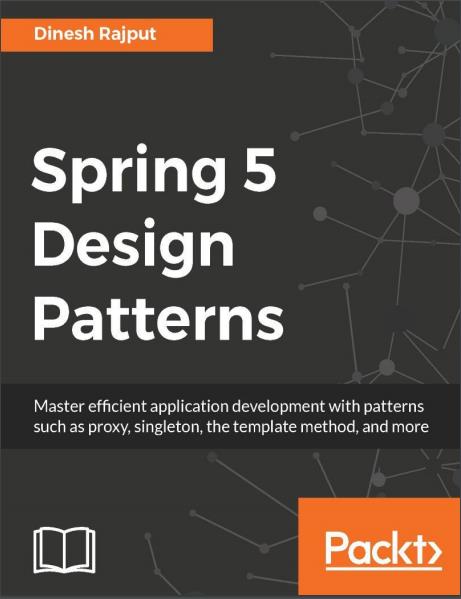 Dinesh Rajput
Spring 5
Design
Patterns
Master efficient application development with patterns
such as proxy, singleton, the template method, and more
Packt>